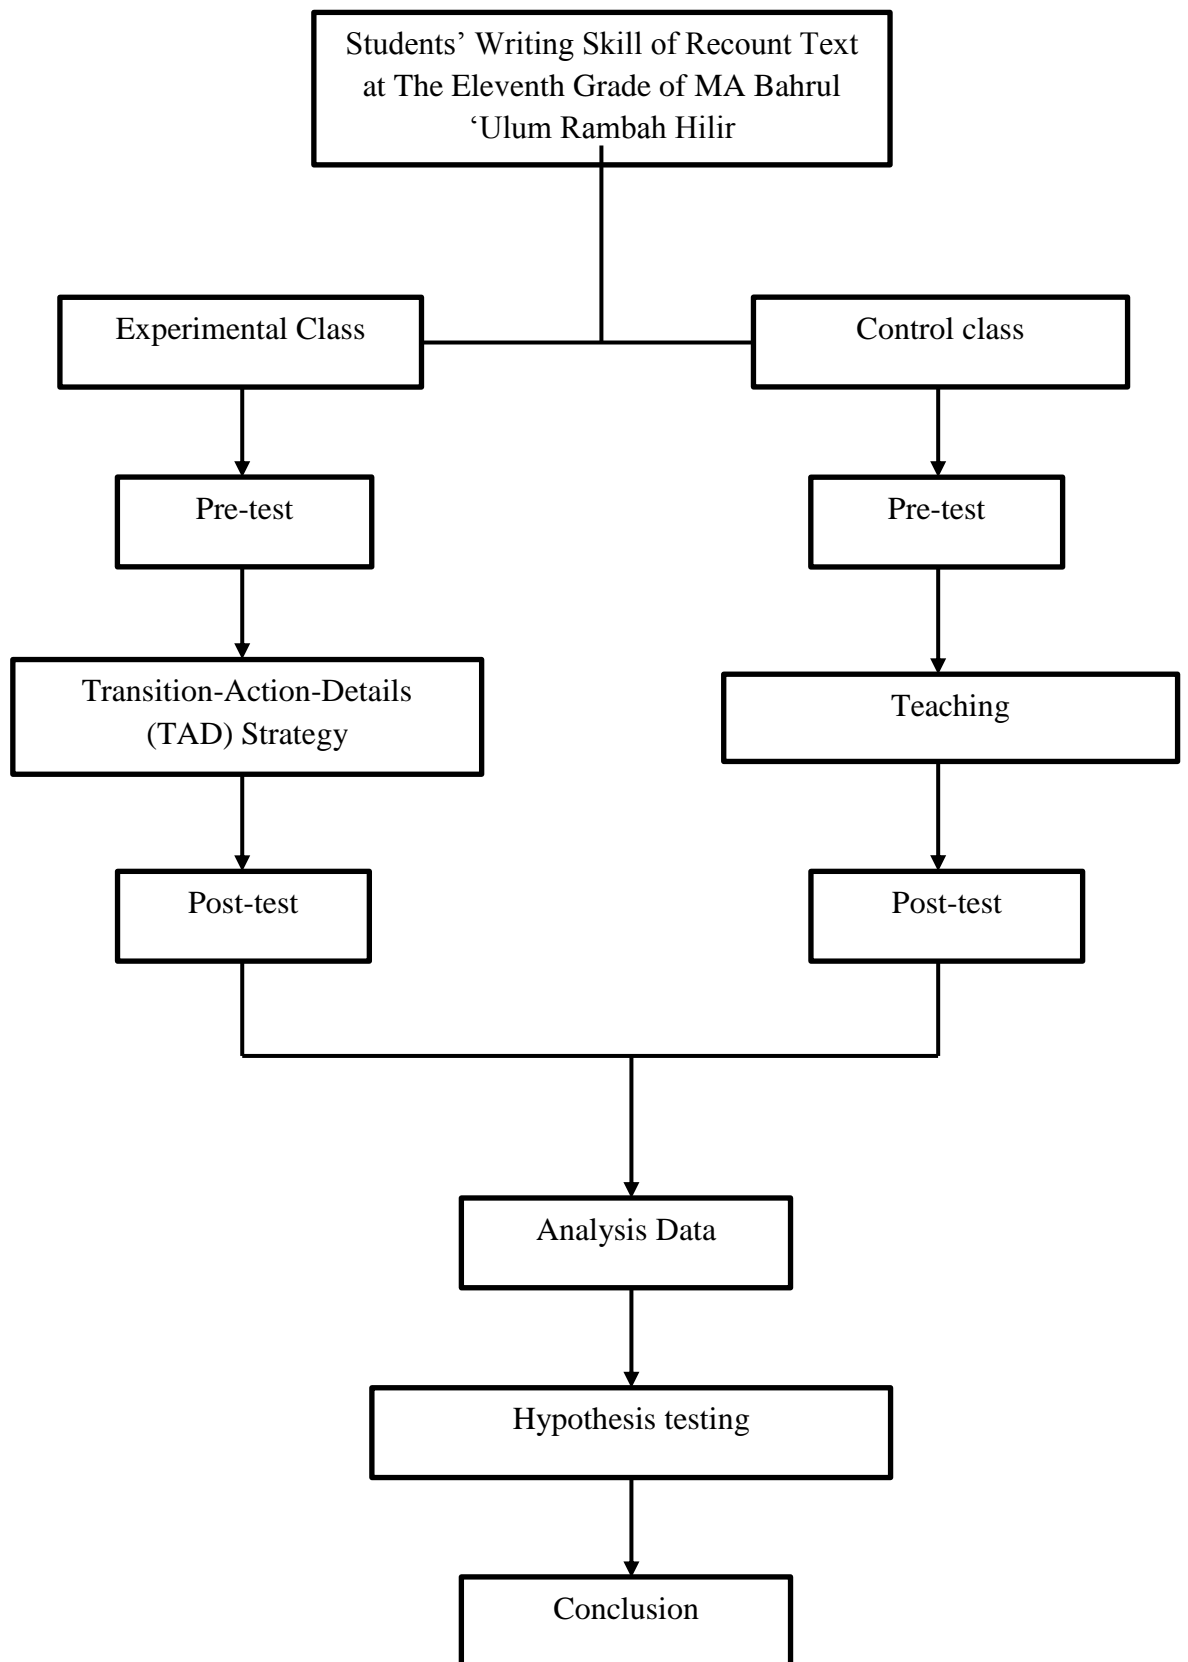 Students’ Writing Skill of Recount Text
at The Eleventh Grade of MA Bahrul
‘Ulum Rambah Hilir
Experimental Class
Control class
Pre-test
Pre-test
Transition-Action-Details
(TAD) Strategy
Teaching
Post-test
Post-test
Analysis Data
Hypothesis testing
Conclusion